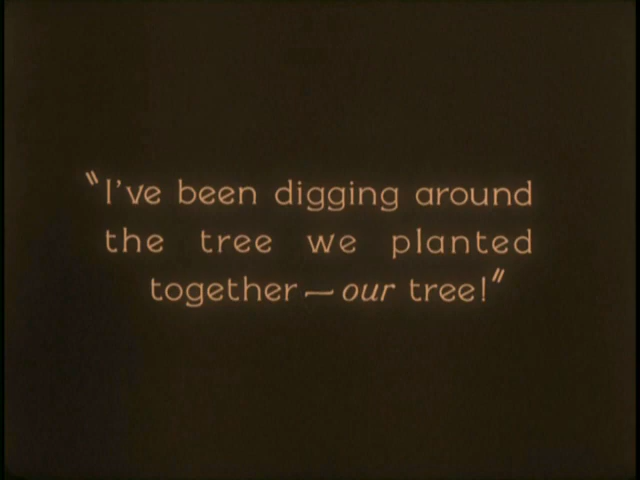 "I've been digging around
the tree we planted
together — our tree!"